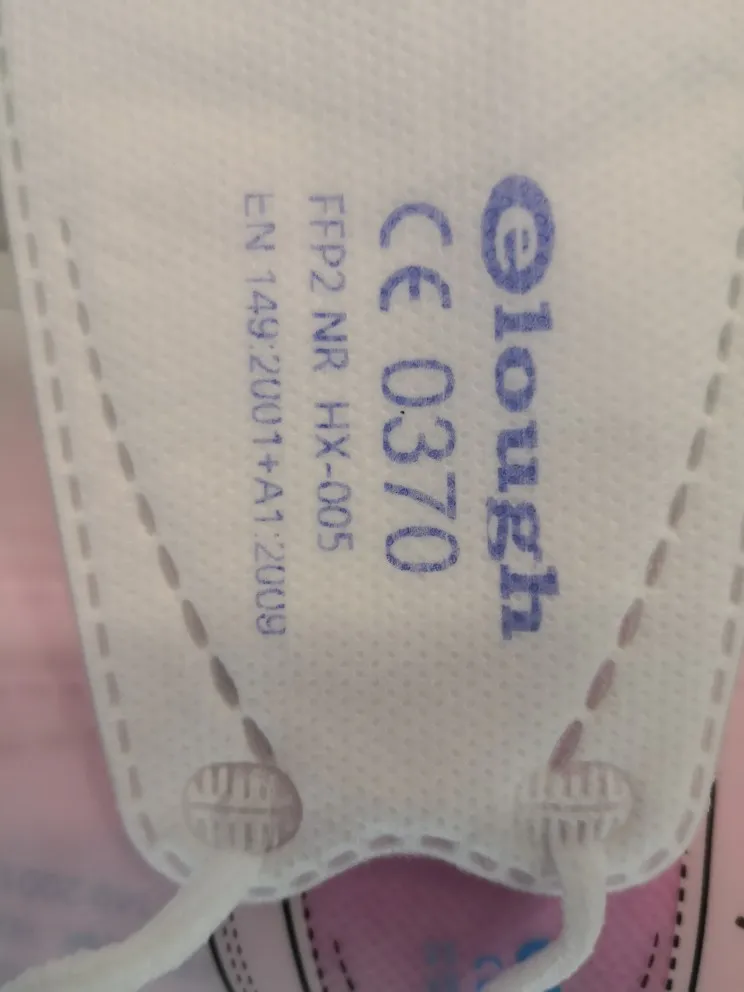 elough
CE 0370
FFP2 NR HX-005
EN 149:2001+A1:2009